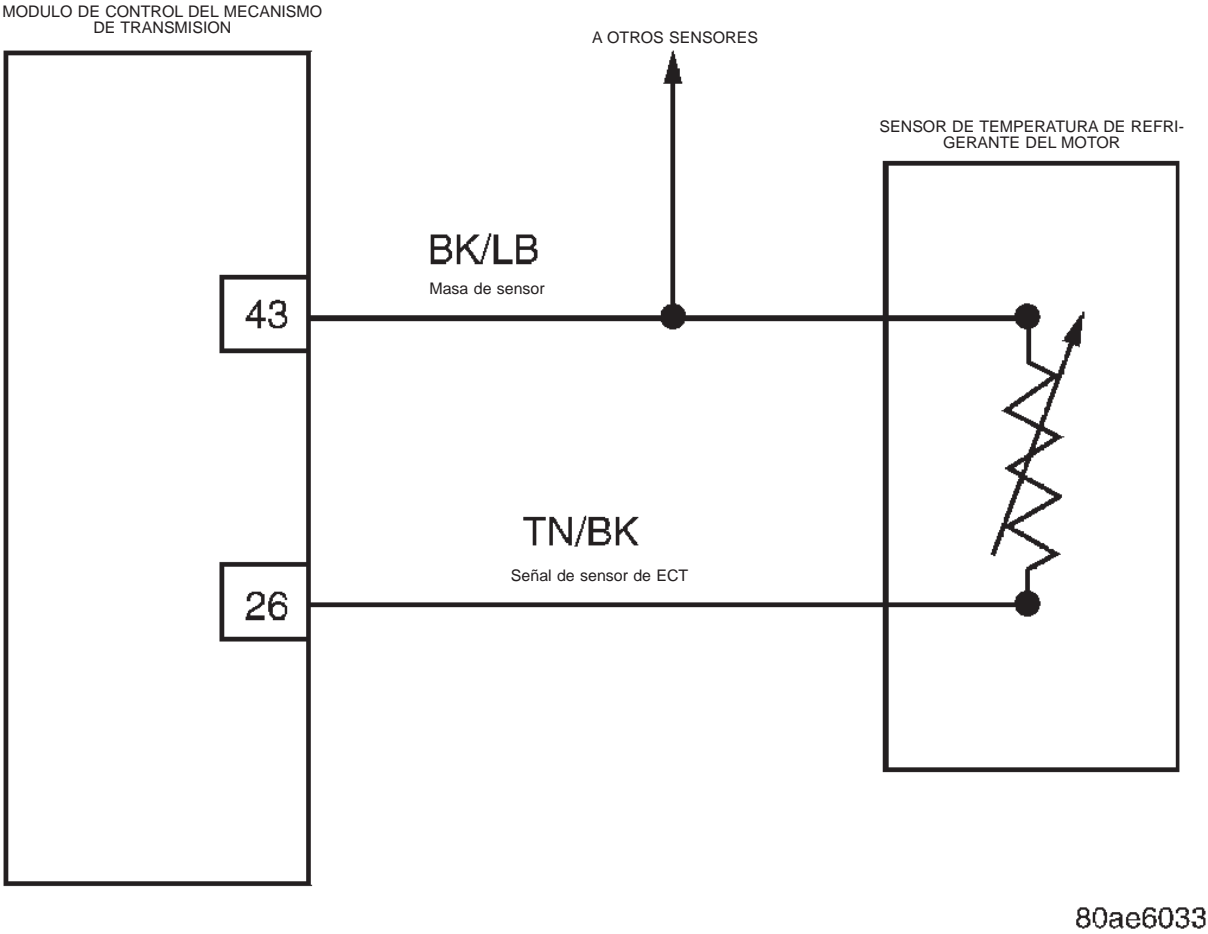 MODULO DE CONTROL DEL MECANISMO
DE TRANSMISION
A OTROS SENSORES
SENSOR DE TEMPERATURA DE REFRI-
GERANTE DEL MOTOR
BK/LB
Masa de sensor
43
TN/BK
Señal de sensor de ECT
26
80ae6033